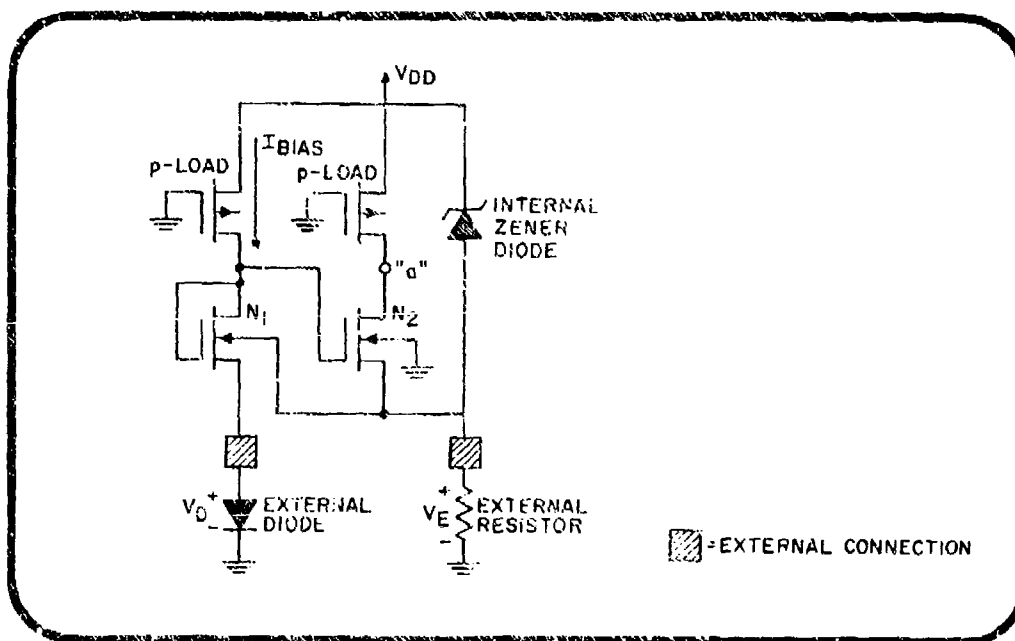 VDD
IBIAS
p-LOAD
p-LOAD
INTERNAL
ZENER
DIODE
"a"
N1
N2
+
VD
-
EXTERNAL
DIODE
+
VE
-
EXTERNAL
RESISTOR
=EXTERNAL CONNECTION